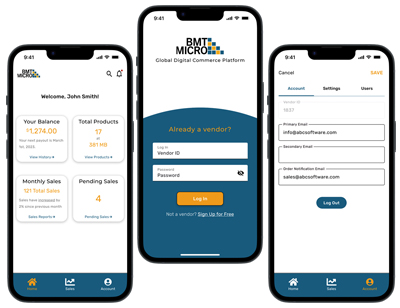 9:41
BMT
MICRO
Welcome, John Smith!
Your Balance
$1,274.00
Your next payout is March
1st, 2023.
View History
Total Products
17
at
281 MB
View Products
Monthly Sales
121 Total Sales
Sales have increased by
2% since previous month
Sales Reports
Pending Sales
4
Pending Sales
Home
Sales
Account
9:41
BMT
MICRO
Global Digital Commerce Platform
Already a vendor?
Log in
Vendor ID
Password
Password
Log In
Not a vendor? Sign Up for Free
9:41
Cancel
SAVE
Account
Settings
Users
Vendor ID
1627
Primary Email
info@abcsoftware.com
Secondary Email
Order Notification Email
sales@abcsoftware.com
Log Out
Home
Sales
Account